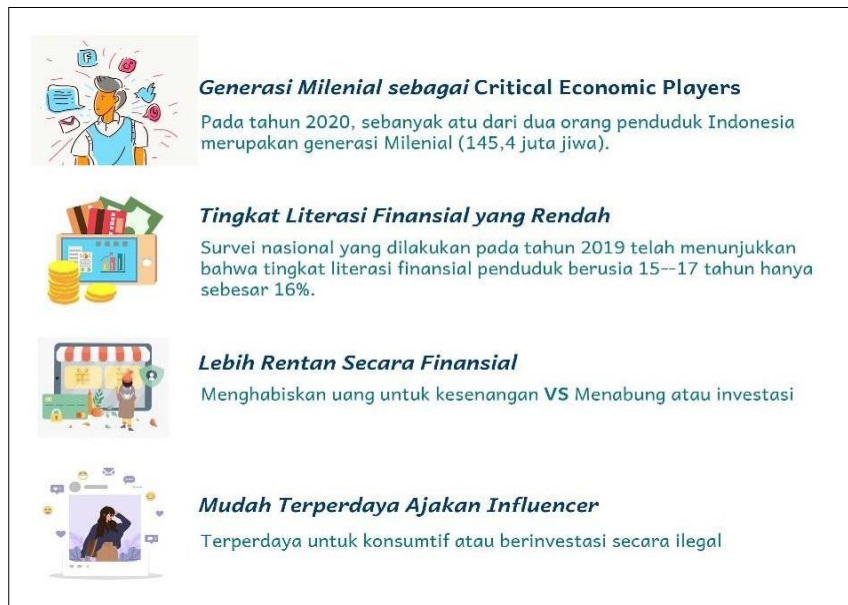 Generasi Milenial sebagai Critical Economic Players
Pada tahun 2020, sebanyak atu dari dua orang penduduk Indonesia
merupakan generasi Milenial (145,4 juta jiwa).
Tingkat Literasi Finansial yang Rendah
Survei nasional yang dilakukan pada tahun 2019 telah menunjukkan
bahwa tingkat literasi finansial penduduk berusia 15--17 tahun hanya
sebesar 16%.
Lebih Rentan Secara Finansial
Menghabiskan uang untuk kesenangan VS Menabung atau investasi
Mudah Terperdaya Ajakan Influencer
Terperdaya untuk konsumtif atau berinvestasi secara ilegal